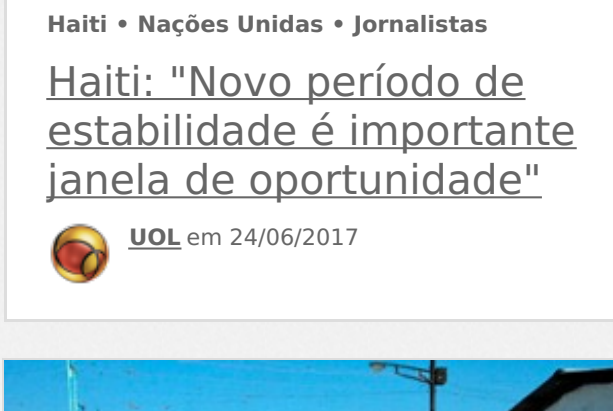 Haiti • Nações Unidas • Jornalistas
Haiti: "Novo período de
estabilidade é importante
janela de oportunidade"
UOL em 24/06/2017